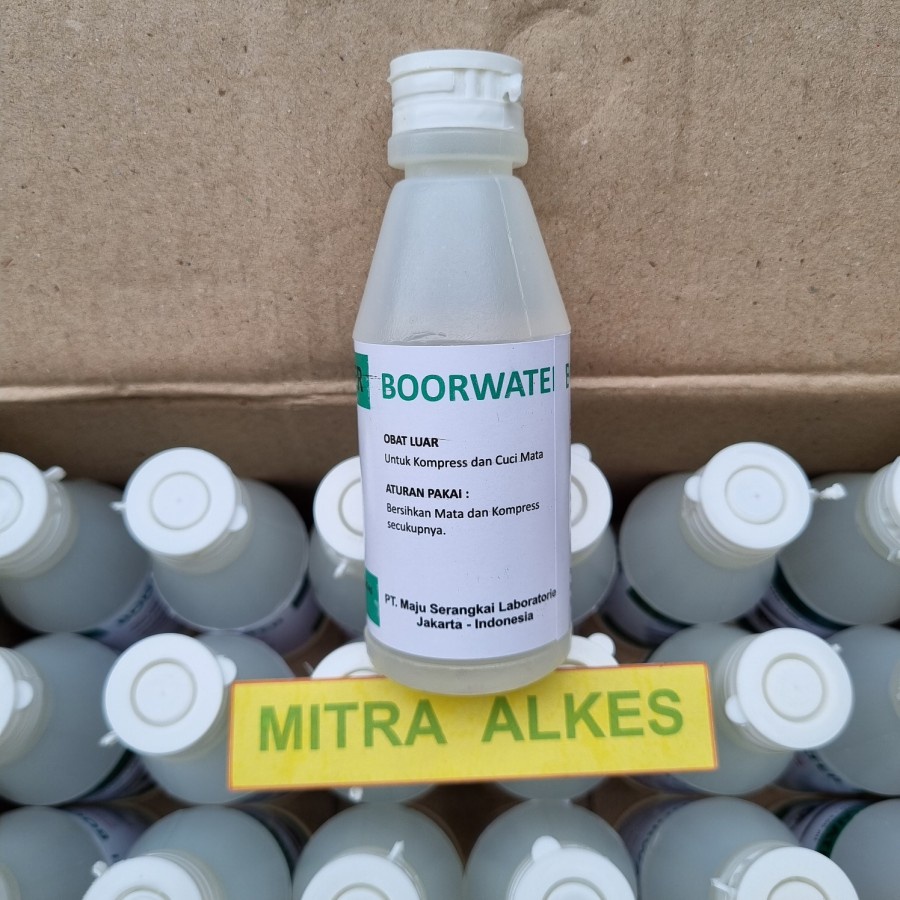 BOORWATE
OBAT LUAR
Untuk Kompress dan Cuci Mata
ATURAN PAKAI :
Bersihkan Mata dan Kompress
secukupnya.
PT. Maju Serangkai Laboratorie
Jakarta - Indonesia
MITRA ALKES